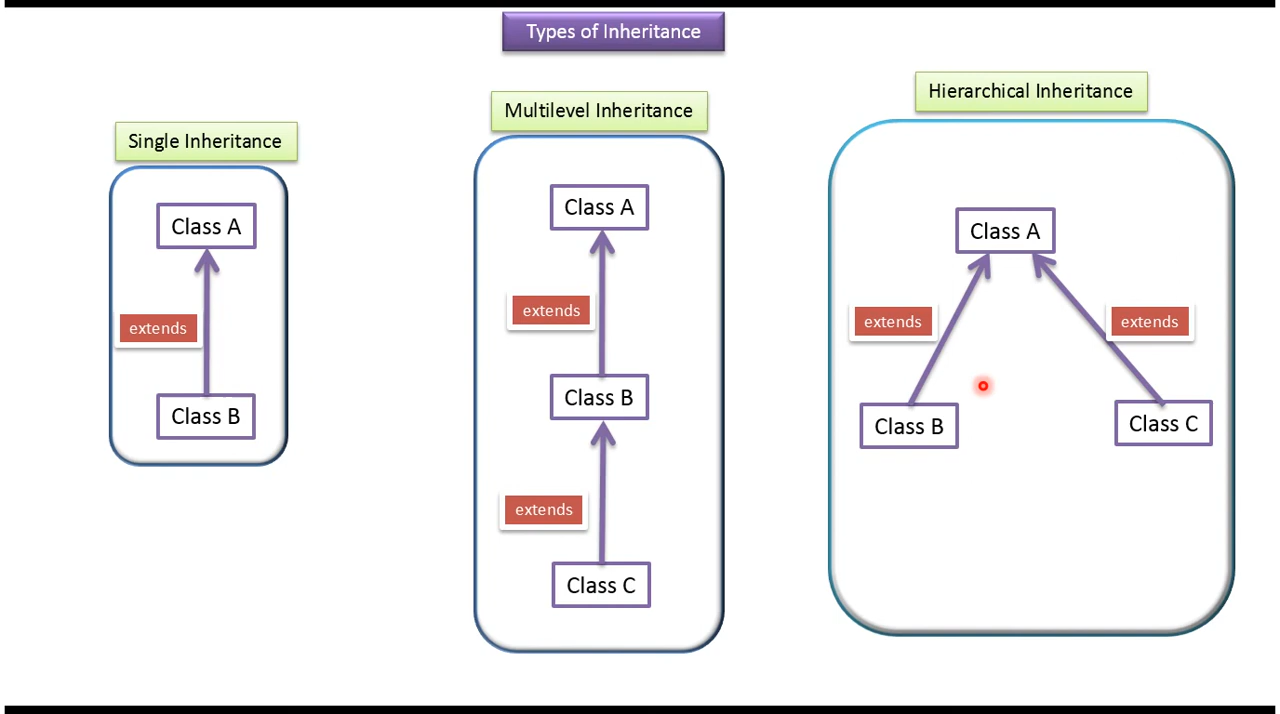 Types of Inheritance
Single Inheritance
Class A
extends
Class B
Multilevel Inheritance
Class A
extends
Class B
extends
Class C
Hierarchical Inheritance
Class A
extends
extends
Class B
Class C